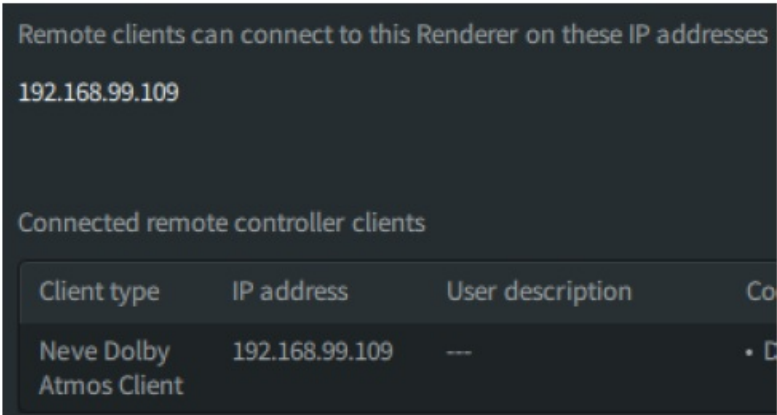 Remote clients can connect to this Renderer on these IP addresses
192.168.99.109
Connected remote controller clients
Client type IP address User description
Neve Dolby 192.168.99.109 --- •
Atmos Client